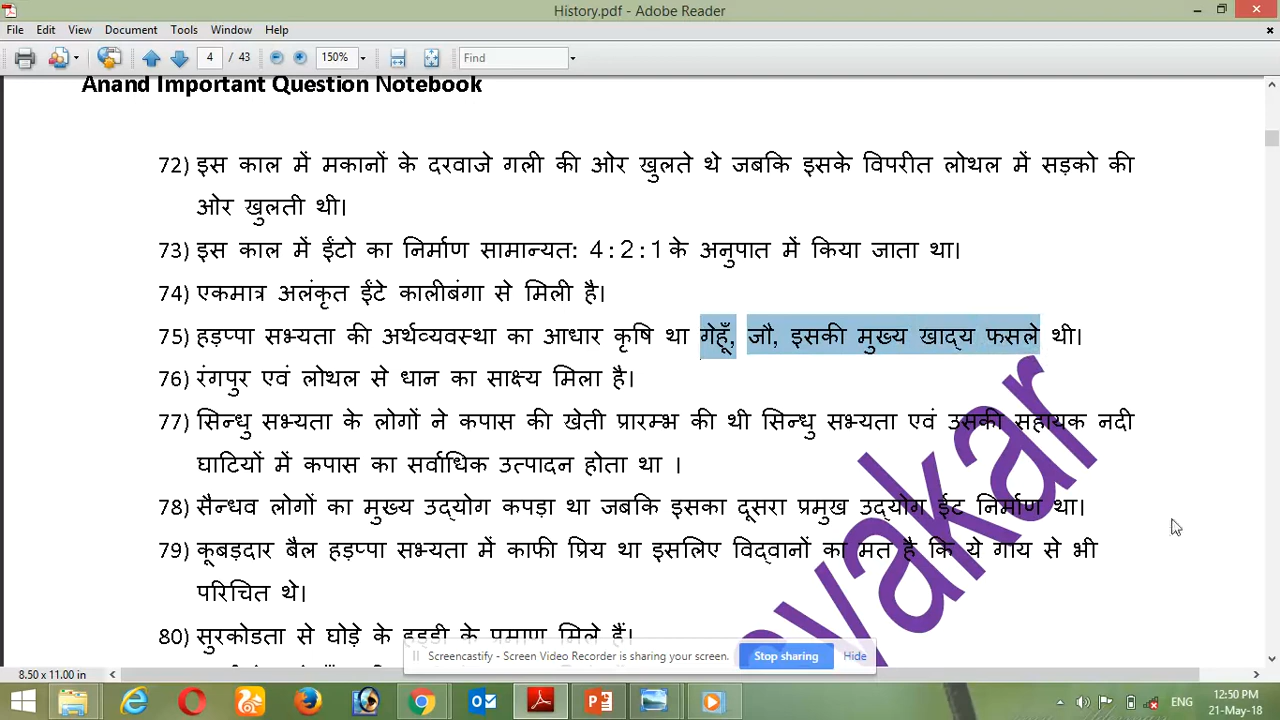 History.pdf - Adobe Reader
File Edit View Document Tools Window Help
4 / 43 150% Find
Anand Important Question Notebook
72) इस काल में मकानों के दरवाजे गली की ओर खुलते थे जबकि इसके विपरीत लोथल में सड़को की
ओर खुलती थी।
73) इस काल में ईंटो का निर्माण सामान्यत: 4:2:1 के अनुपात में किया जाता था।
74) एकमात्र अलंकृत ईंटे कालीबंगा से मिली है।
75) हड़प्पा सभ्यता की अर्थव्यवस्था का आधार कृषि था गेहूँ, जौ, इसकी मुख्य खाद्य फसले थी।
76) रंगपुर एवं लोथल से धान का साक्ष्य मिला है।
77) सिन्धु सभ्यता के लोगों ने कपास की खेती प्रारम्भ की थी सिन्धु सभ्यता एवं उसकी सहायक नदी
घाटियों में कपास का सर्वाधिक उत्पादन होता था ।
78) सैन्धव लोगों का मुख्य उद्योग कपड़ा था जबकि इसका दूसरा प्रमुख उद्योग ईट निर्माण था।
79) कूबड़दार बैल हड़प्पा सभ्यता में काफी प्रिय था इसलिए विद्वानों का मत है कि ये गाय से भी
परिचित थे।
80) सुरकोडता से घोड़े के हड्डी के प्रमाण मिले हैं।
vakar
Screencastify - Screen Video Recorder is sharing your screen. Stop sharing Hide
8.50 x 11.00 in
ENG
12:50 PM
21-May-18